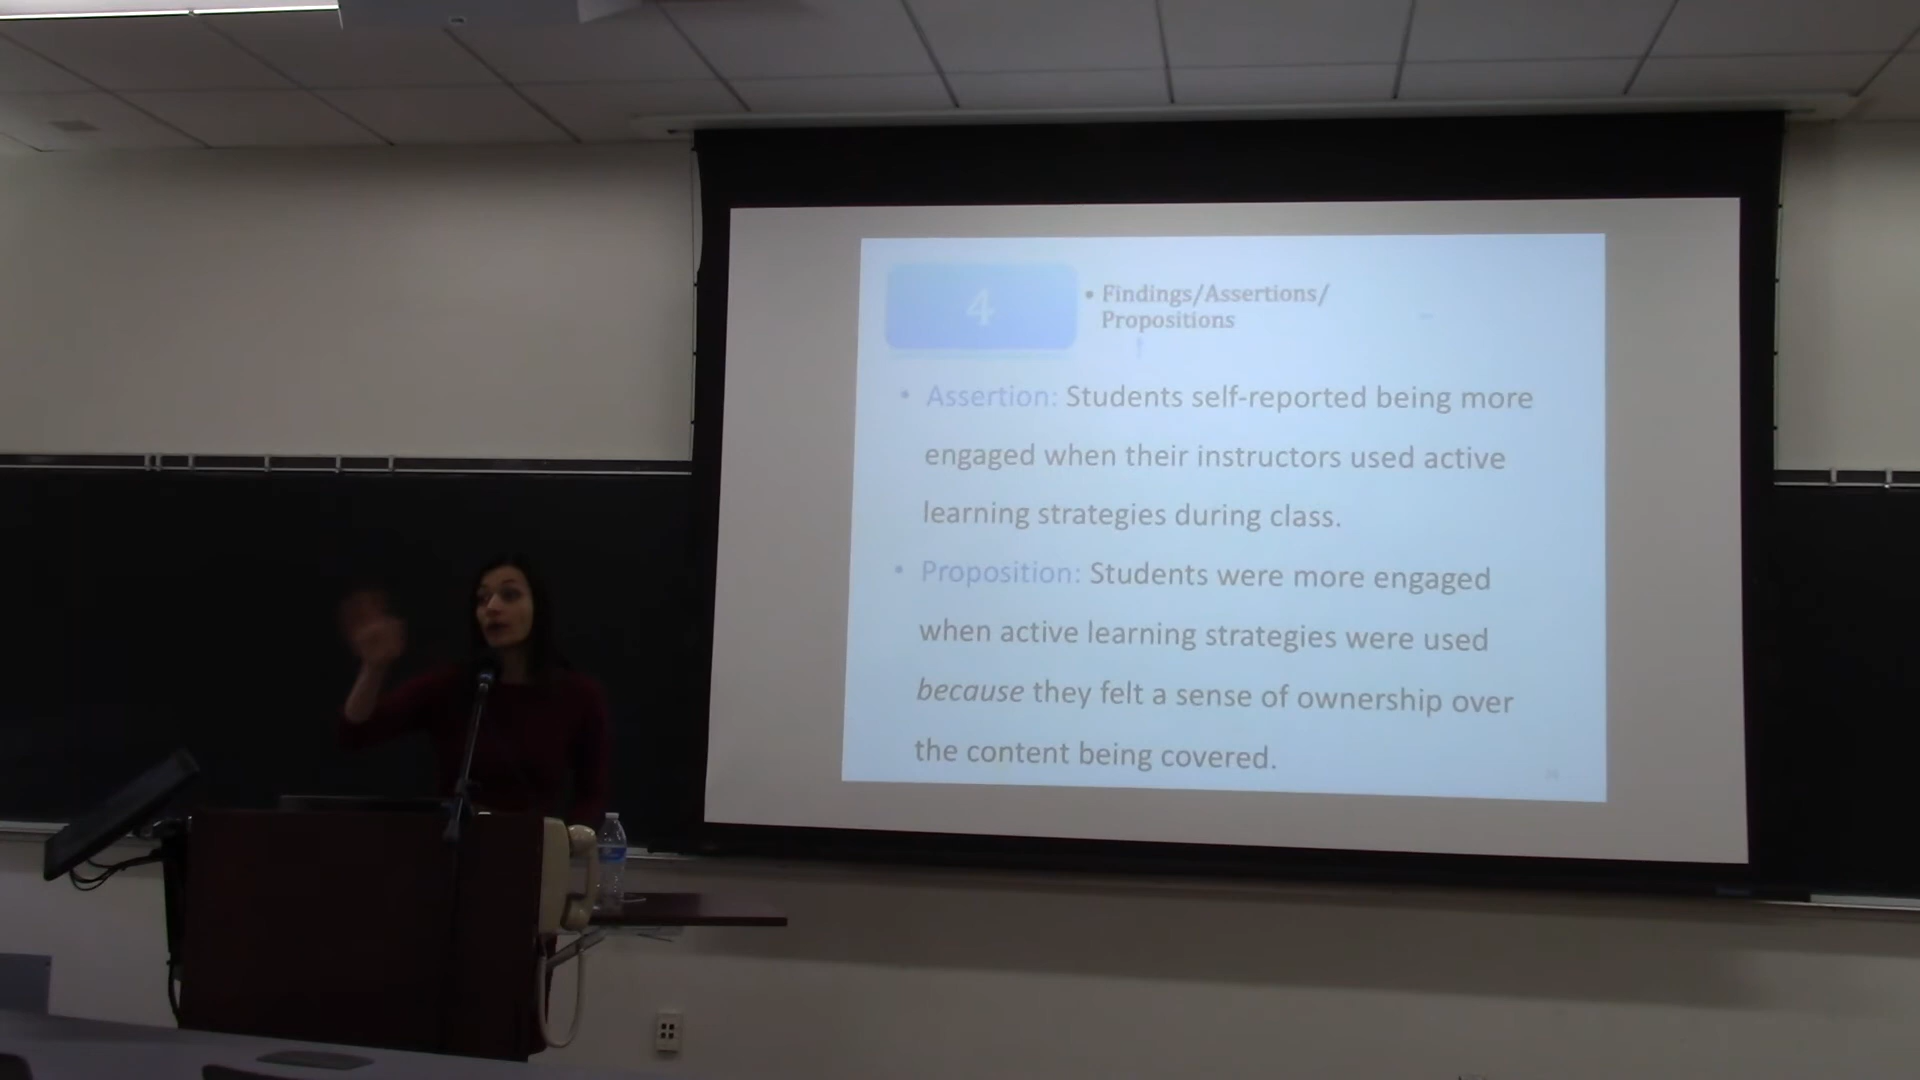 4
• Findings/Assertions/
Propositions
• Assertion: Students self-reported being more
engaged when their instructors used active
learning strategies during class.
• Proposition: Students were more engaged
when active learning strategies were used
because they felt a sense of ownership over
the content being covered.